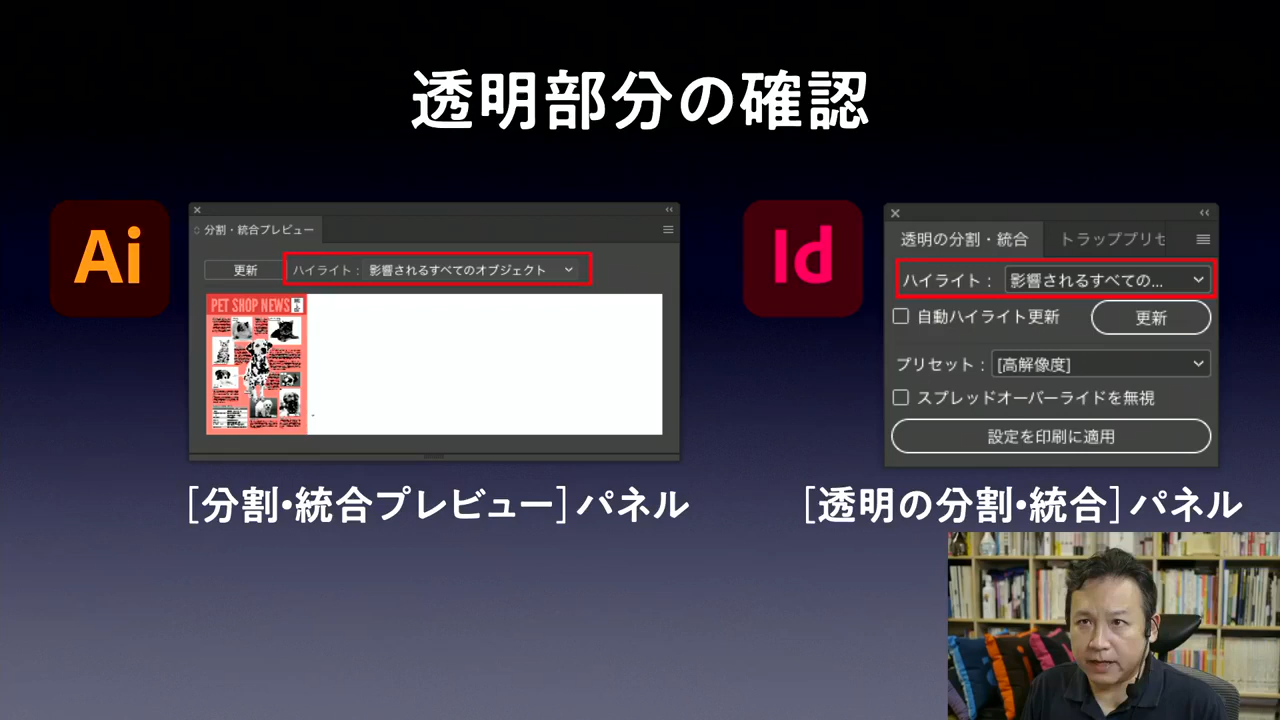 透明部分の確認
Ai
分割・統合プレビュー
更新
ハイライト：
影響されるすべてのオブジェクト
PET SHOP NEWS
[分割・統合プレビュー]パネル
Id
透明の分割・統合
トラッププリセ
ハイライト：
影響されるすべての...
自動ハイライト更新
更新
プリセット：
[高解像度]
スプレッドオーバーライドを無視
設定を印刷に適用
[透明の分割・統合]パネル